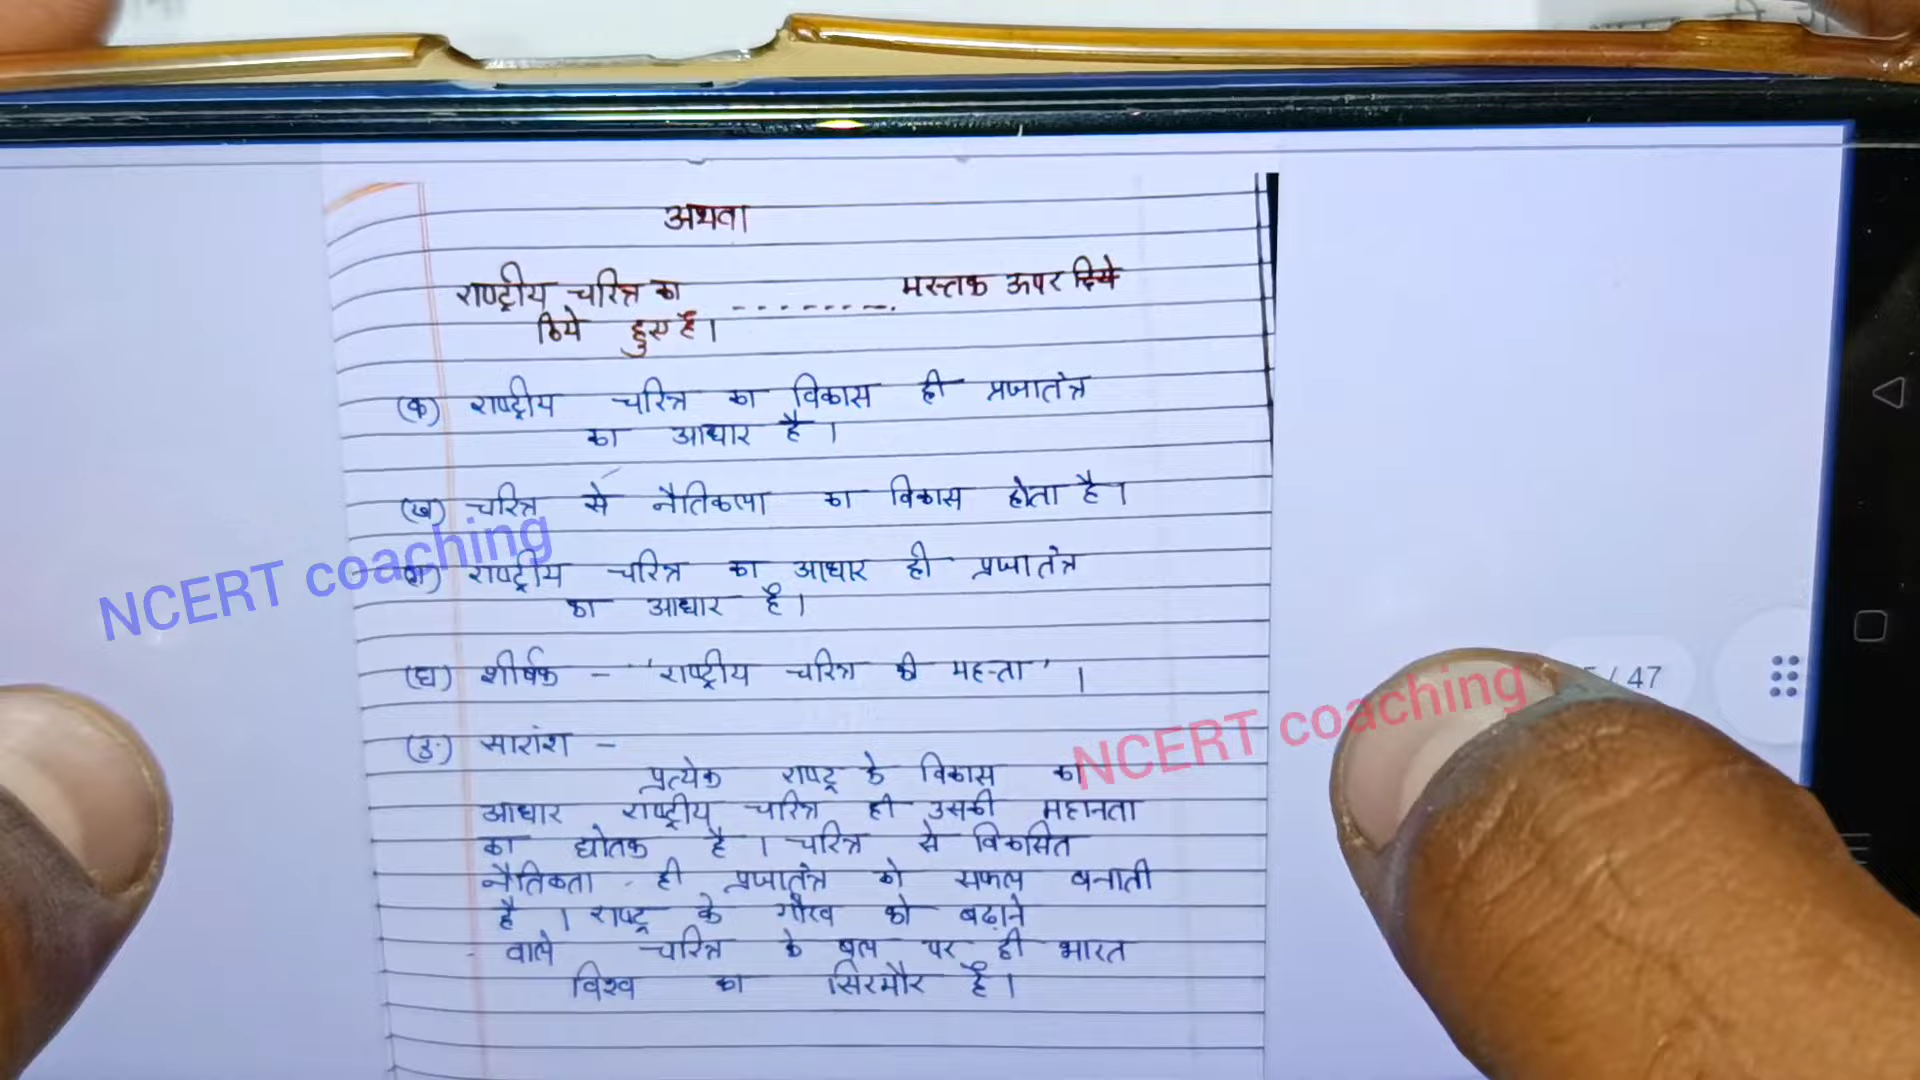 अथवा
राष्ट्रीय चरित्र का - - - - - - - - . मस्तक ऊपर
हुए है।
(क) राष्ट्रीय चरित्र का विकास ही प्रजातंत्र
का आधार है।
(ख) चरित्र से का विकास होता है।
NCERT coaching
राष्ट्रीय चरित्र का आधार ही प्रजातंत्र
का आधार है।
(घ) शीर्षक - 'राष्ट्रीय चरित्र की महत्ता'।
/ 47
NCERT coaching
(ङ) सारांश -
प्रत्येक राष्ट्र के विकास का
आधार राष्ट्रीय चरित्र ही उसकी महानता
का द्योतक है। चरित्र से विकसित
नैतिकता ही प्रजातंत्र को सफल बनाती
है। राष्ट्र के गौरव को बढ़ाने
वाले चरित्र के बल पर ही भारत
विश्व का सिरमौर है।